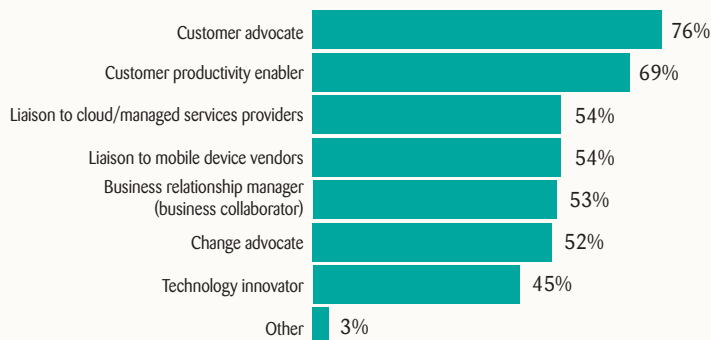 Customer advocate 76%
Customer productivity enabler 69%
Liaison to cloud/managed services providers 54%
Liaison to mobile device vendors 54%
Business relationship manager
(business collaborator) 53%
Change advocate 52%
Technology innovator 45%
Other 3%